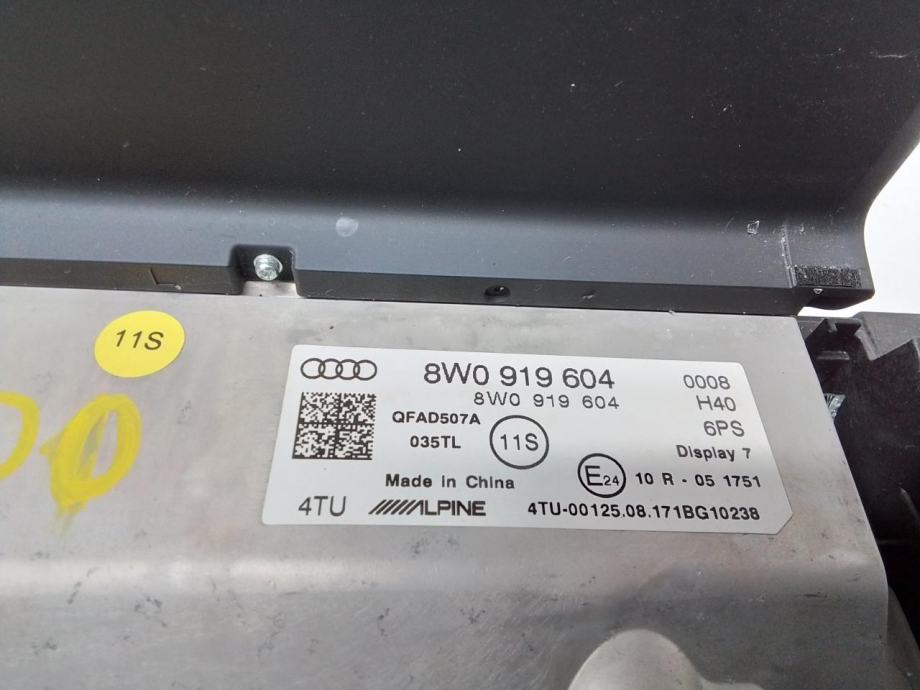 11S
0
8W0 919 604
0008
8W0 919 604
H40
QFAD507A
6PS
035TL
11S
Display 7
Made in China
E24
10 R - 05 1751
4TU
ALPINE
4TU-00125.08.171BG10238